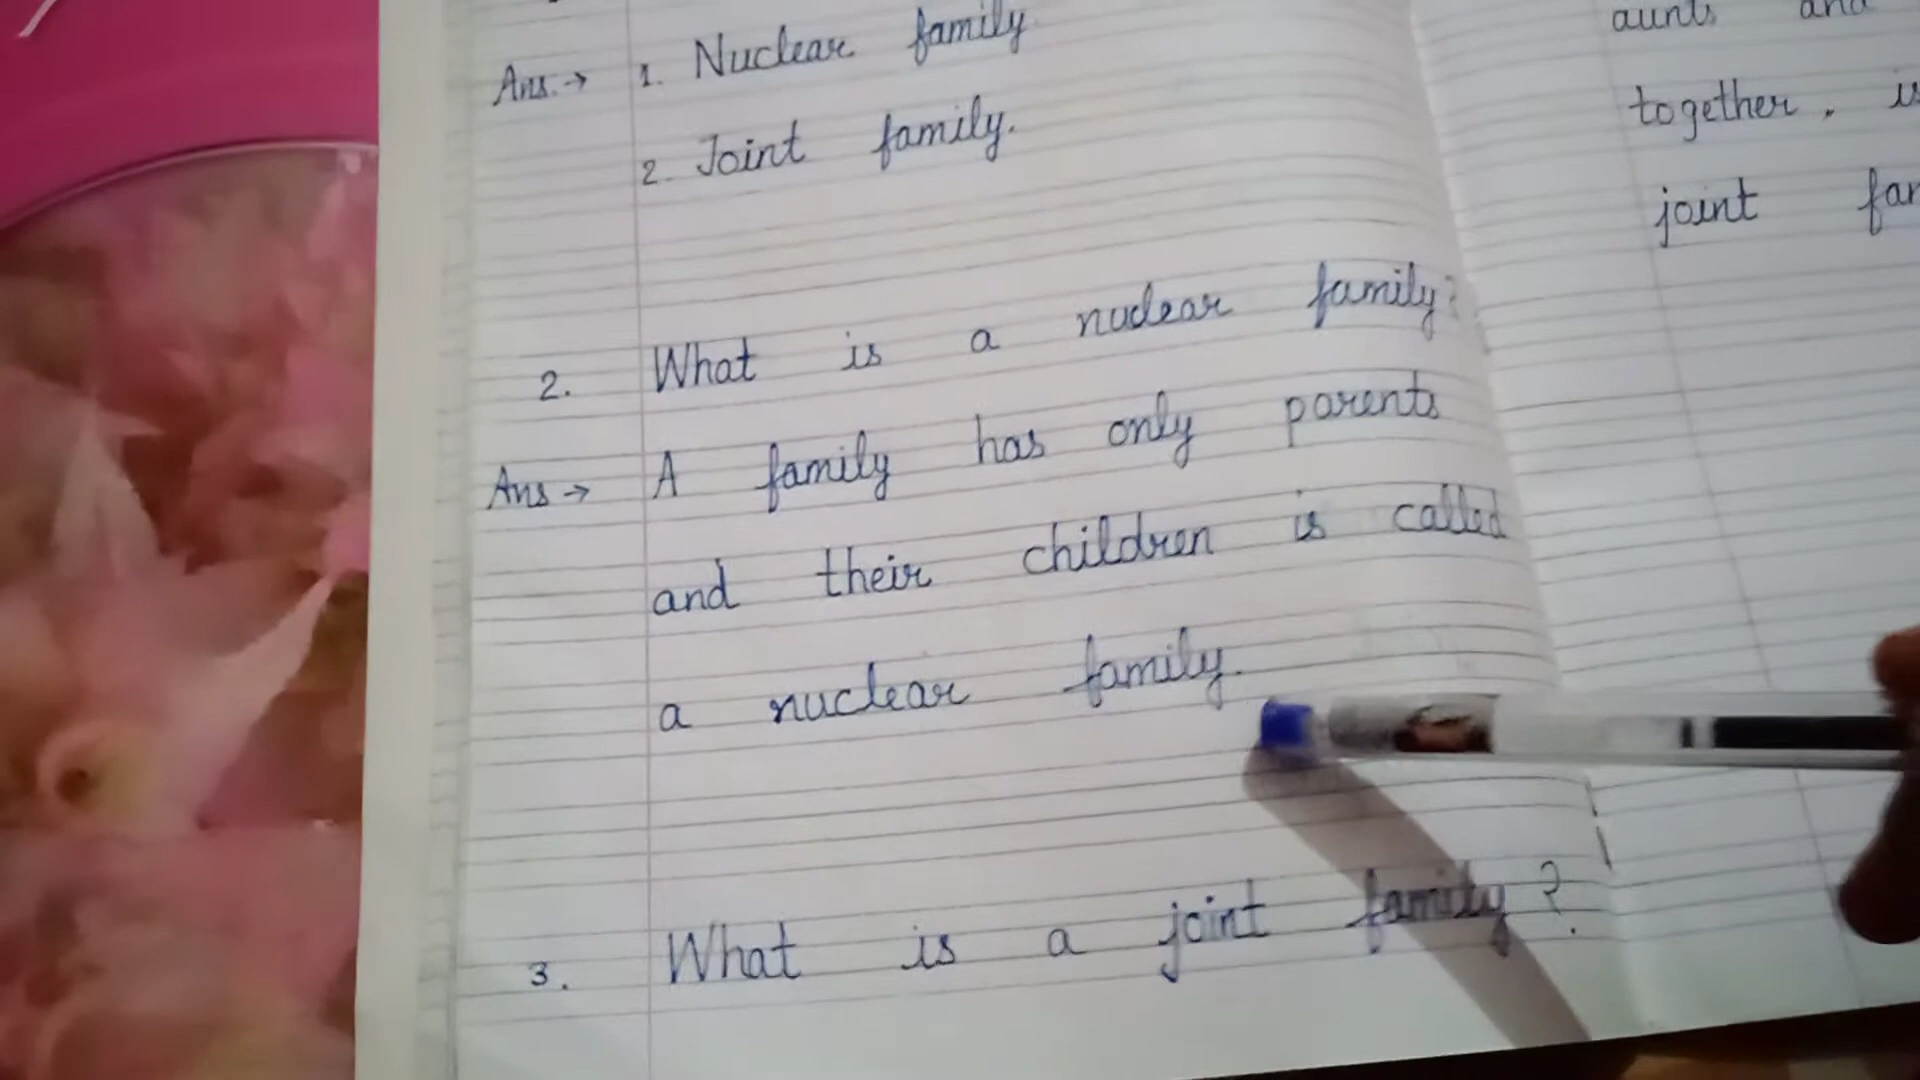 Ans. → 1. Nuclear family
2. Joint family.
2. What is a nuclear family?
Ans → A family has only parents
and their children is called
a nuclear family.
3. What is a joint family?
aunts and
together, is
joint